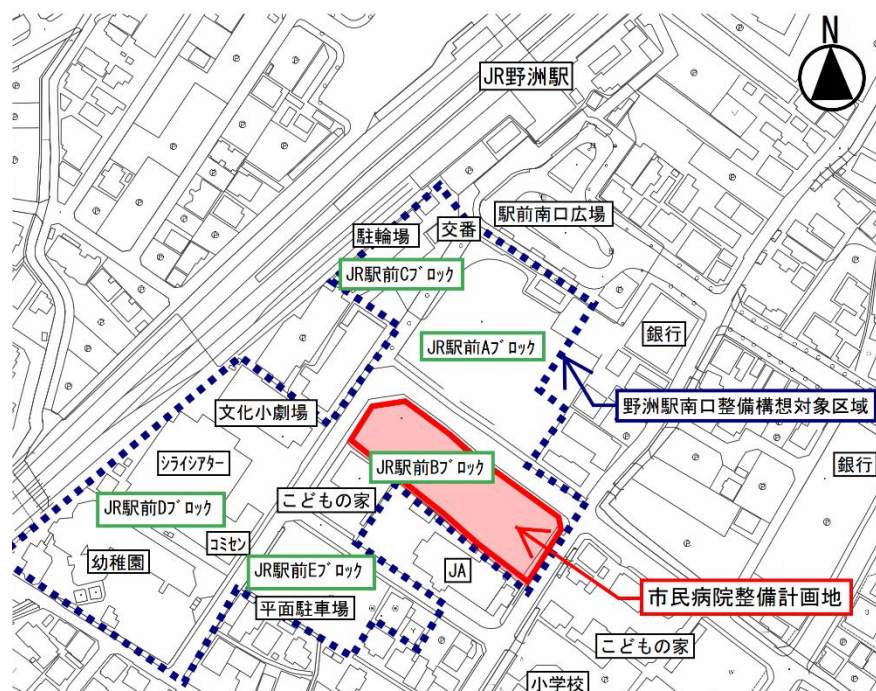 N
JR野洲駅
駅前南口広場
交番
駐輪場
JR駅前Cブロック
JR駅前Aブロック
銀行
野洲駅南口整備構想対象区域
文化小劇場
シライシアター
JR駅前Bブロック
銀行
こどもの家
JR駅前Dブロック
コミセン
幼稚園
JR駅前Eブロック
JA
市民病院整備計画地
平面駐車場
こどもの家
小学校